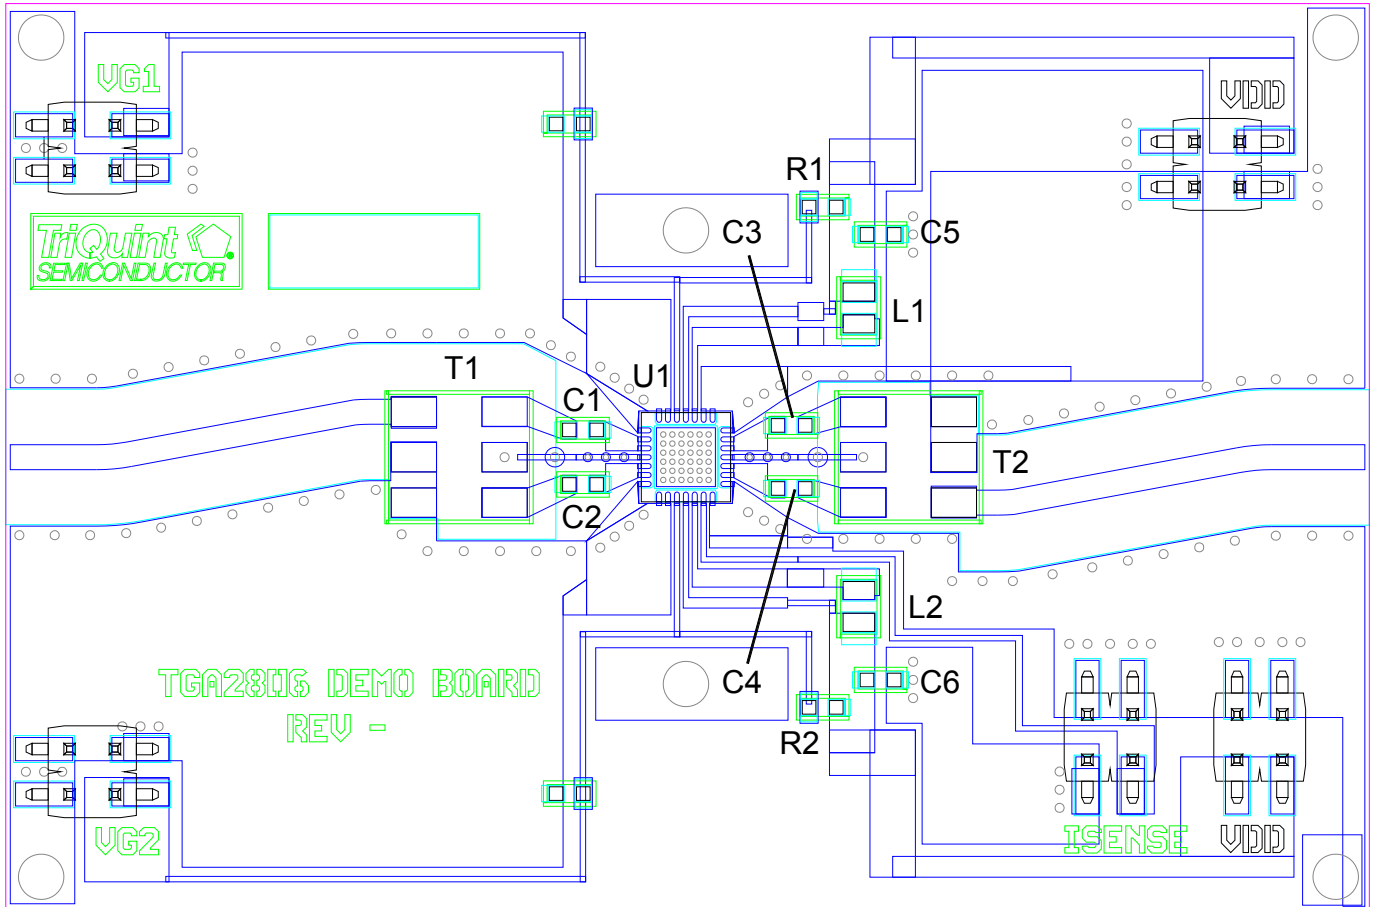 VG1
VDD
R1
TriQuint
SEMICONDUCTOR
C3
C5
L1
T1
U1
C1
T2
C2
L2
C4
C6
TGA2806 DEMO BOARD
REV -
R2
VG2
ISENSE
VDD